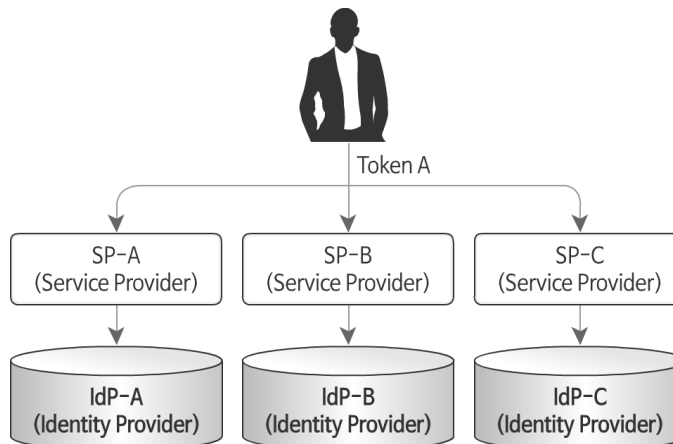 Token A
SP-A
(Service Provider)
SP-B
(Service Provider)
SP-C
(Service Provider)
IdP-A
(Identity Provider)
IdP-B
(Identity Provider)
IdP-C
(Identity Provider)